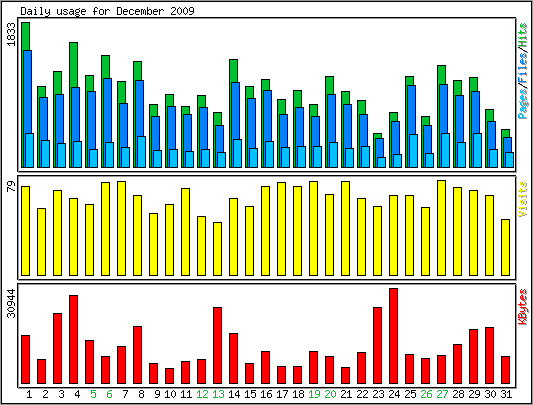 Daily usage for December 2009
1833
Pages/Files/Hits
79
Visits
30944
KBytes
1 2 3 4 5 6 7 8 9 10 11 12 13 14 15 16 17 18 19 20 21 22 23 24 25 26 27 28 29 30 31